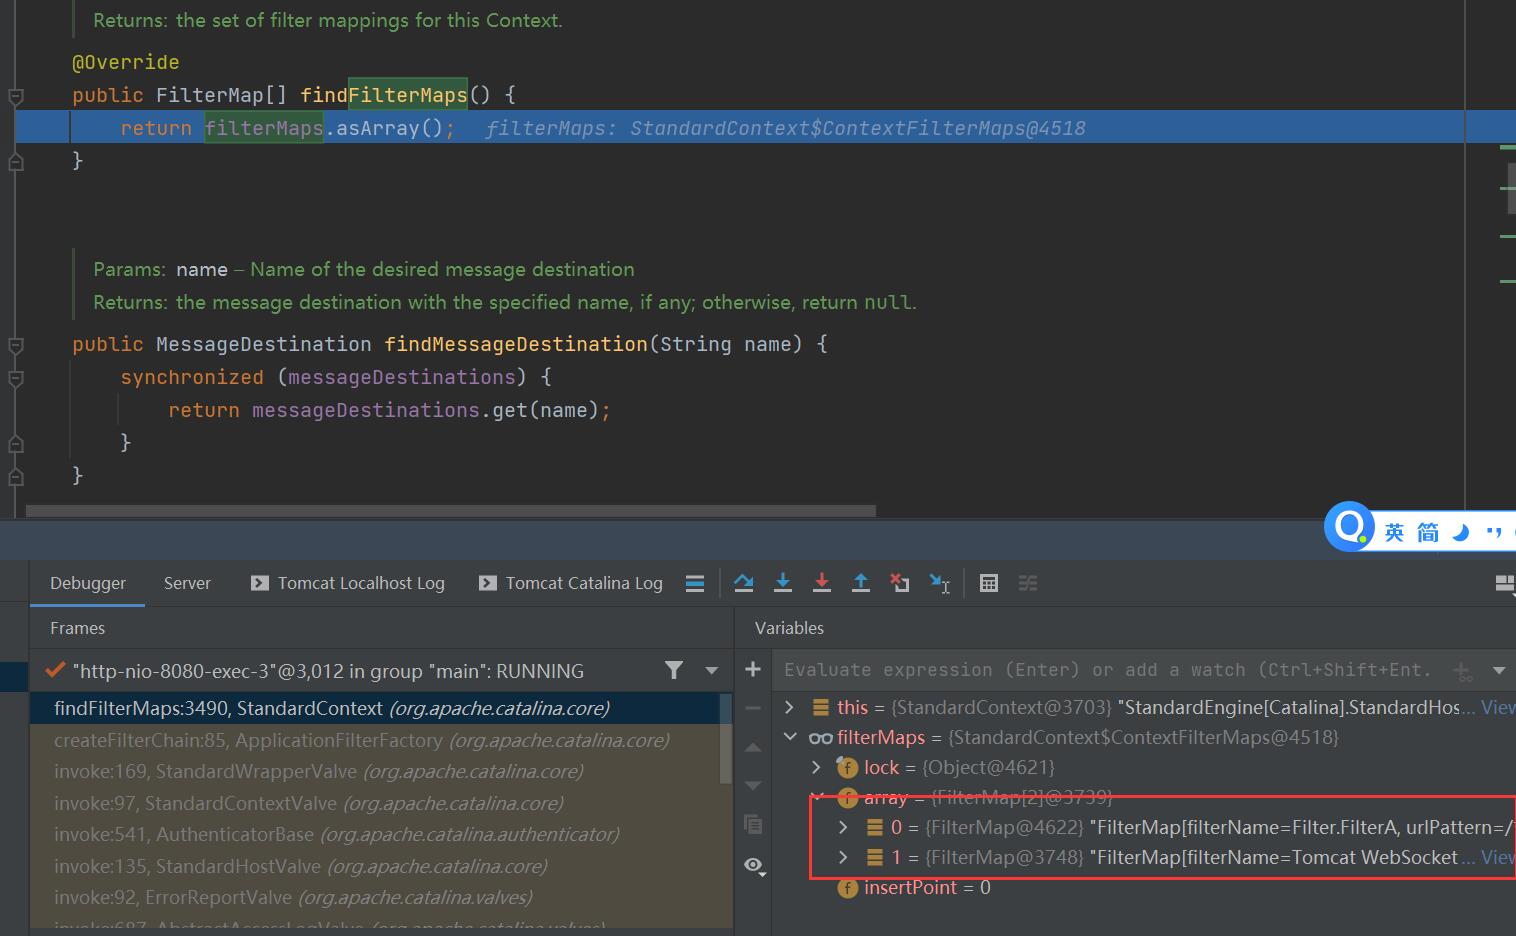 Returns: the set of filter mappings for this Context.
@Override
public FilterMap[] findFilterMaps() {
return filterMaps.asArray(); filterMaps: StandardContext$ContextFilterMaps@4518
}
Params: name – Name of the desired message destination
Returns: the message destination with the specified name, if any; otherwise, return null.
public MessageDestination findMessageDestination(String name) {
synchronized (messageDestinations) {
return messageDestinations.get(name);
}
}
英 简
Debugger Server Tomcat Localhost Log Tomcat Catalina Log
Frames
Variables
"http-nio-8080-exec-3"@3,012 in group "main": RUNNING
Evaluate expression (Enter) or add a watch (Ctrl+Shift+Ent.
findFilterMaps:3490, StandardContext (org.apache.catalina.core)
createFilterChain:85, ApplicationFilterFactory (org.apache.catalina.core)
invoke:169, StandardWrapperValve (org.apache.catalina.core)
invoke:97, StandardContextValve (org.apache.catalina.core)
invoke:541, AuthenticatorBase (org.apache.catalina.authenticator)
invoke:135, StandardHostValve (org.apache.catalina.core)
invoke:92, ErrorReportValve (org.apache.catalina.valves)
invoke:687, AbstractAccessLogValve (org.apache.catalina.valves)
this = {StandardContext@3703} "StandardEngine[Catalina].StandardHos... View
filterMaps = {StandardContext$ContextFilterMaps@4518}
lock = {Object@4621}
array = {FilterMap[2]@3739}
0 = {FilterMap@4622} "FilterMap[filterName=Filter.FilterA, urlPattern=/
1 = {FilterMap@3748} "FilterMap[filterName=Tomcat WebSocket ... View
insertPoint = 0